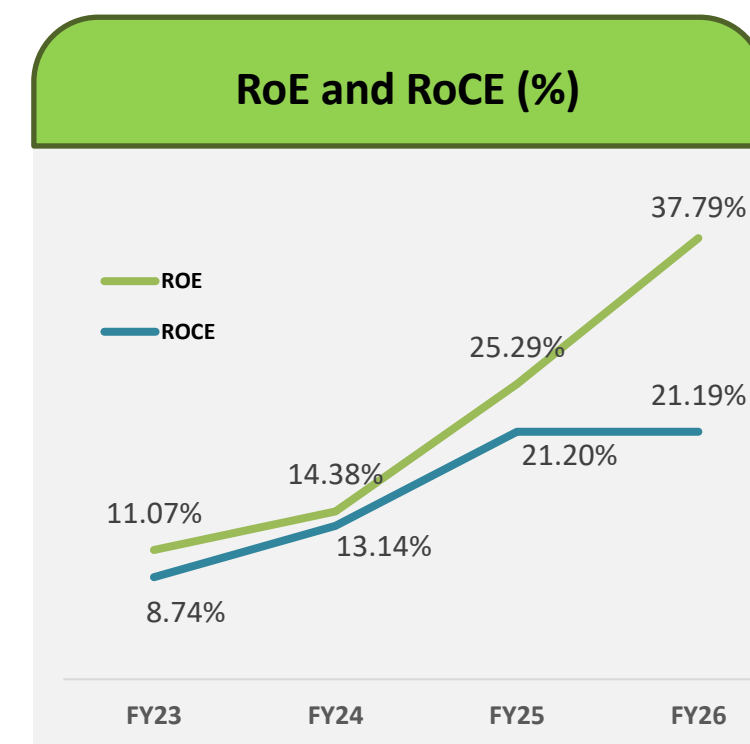 RoE and RoCE (%)
37.79%
ROE
ROCE
25.29%
21.19%
21.20%
14.38%
11.07%
13.14%
8.74%
FY23 FY24 FY25 FY26